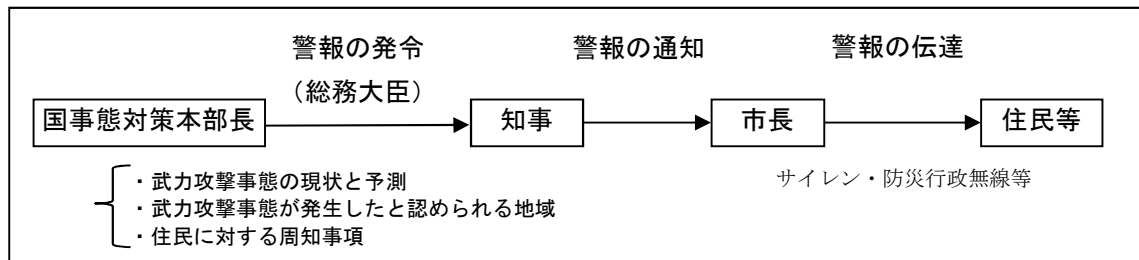 警報の発令
(総務大臣)
警報の通知
警報の伝達
国事態対策本部長
知事
市長
住民等
・武力攻撃事態の現状と予測
・武力攻撃事態が発生したと認められる地域
・住民に対する周知事項
サイレン・防災行政無線等